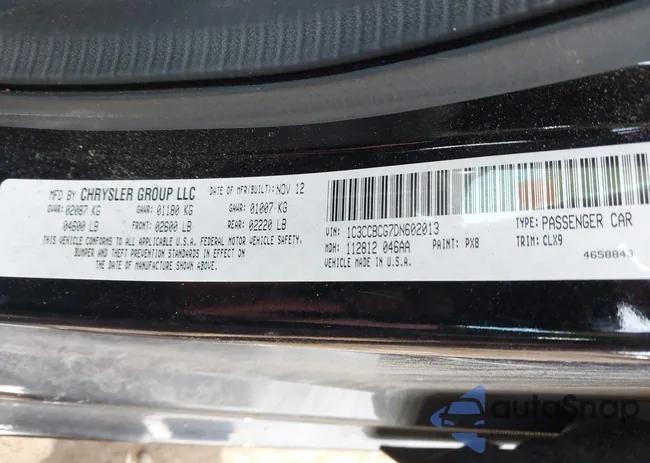 MFD BY CHRYSLER GROUP LLC DATE OF MFR(BUILT): NOV 12
GVWR: 02087 KG GAWR: 01180 KG GAWR: 01007 KG
04600 LB FRONT: 02600 LB REAR: 02220 LB
THIS VEHICLE CONFORMS TO ALL APPLICABLE U.S.A. FEDERAL MOTOR VEHICLE SAFETY,
BUMPER AND THEFT PREVENTION STANDARDS IN EFFECT ON
THE DATE OF MANUFACTURE SHOWN ABOVE.
VIN: 1C3CCBCG7DN602013 TYPE: PASSENGER CAR
MDH: 112812 046AA PAINT: PX8 TRIM: CLX9
VEHICLE MADE IN U.S.A. 4658843
autoSnap